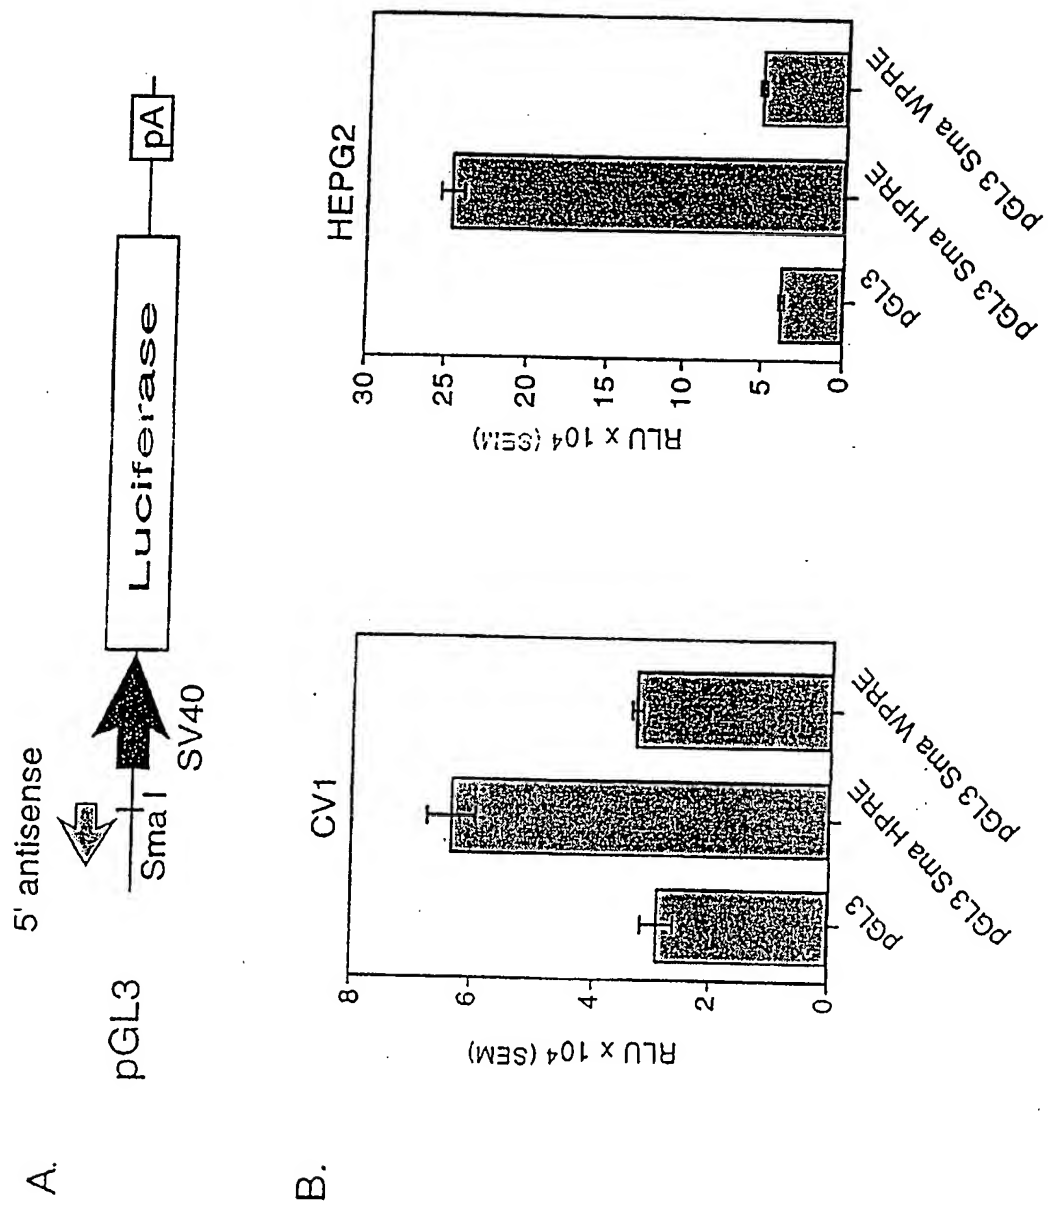 A.
5' antisense
pGL3
Sma I
SV40
Luciferase
pA
B.
CV1
RLU x 10⁴ (SEM)
8
6
4
2
0
pGL3
pGL3 Sma HPRE
pGL3 Sma WPRE
HEPG2
RLU x 10⁴ (SEM)
30
25
20
15
10
5
0
pGL3
pGL3 Sma HPRE
pGL3 Sma WPRE